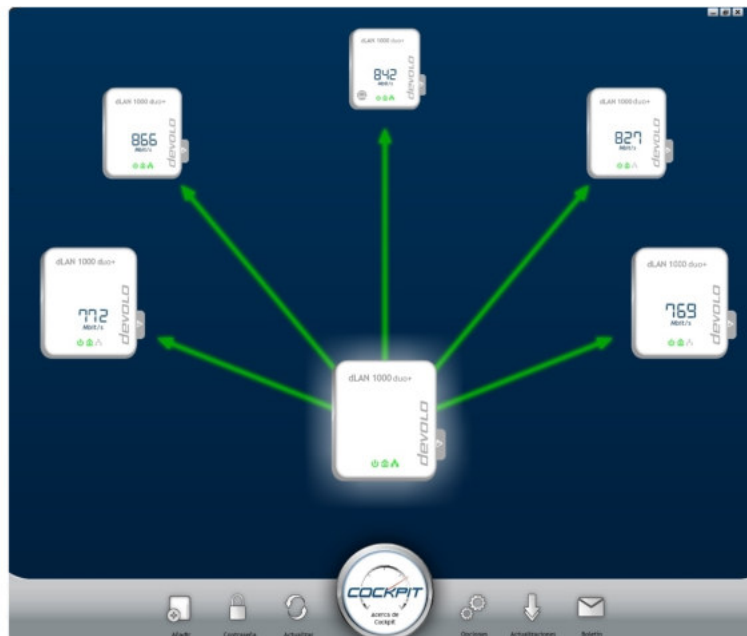 dLAN 1000 duo+
842
Mbit/s
devolo
dLAN 1000 duo+
866
Mbit/s
devolo
dLAN 1000 duo+
827
Mbit/s
devolo
dLAN 1000 duo+
772
Mbit/s
devolo
dLAN 1000 duo+
769
Mbit/s
devolo
dLAN 1000 duo+
devolo
COCKPIT
Acerca de
Cockpit
Añadir
Contraseña
Actualizar
Opciones
Actualizaciones
Boletín